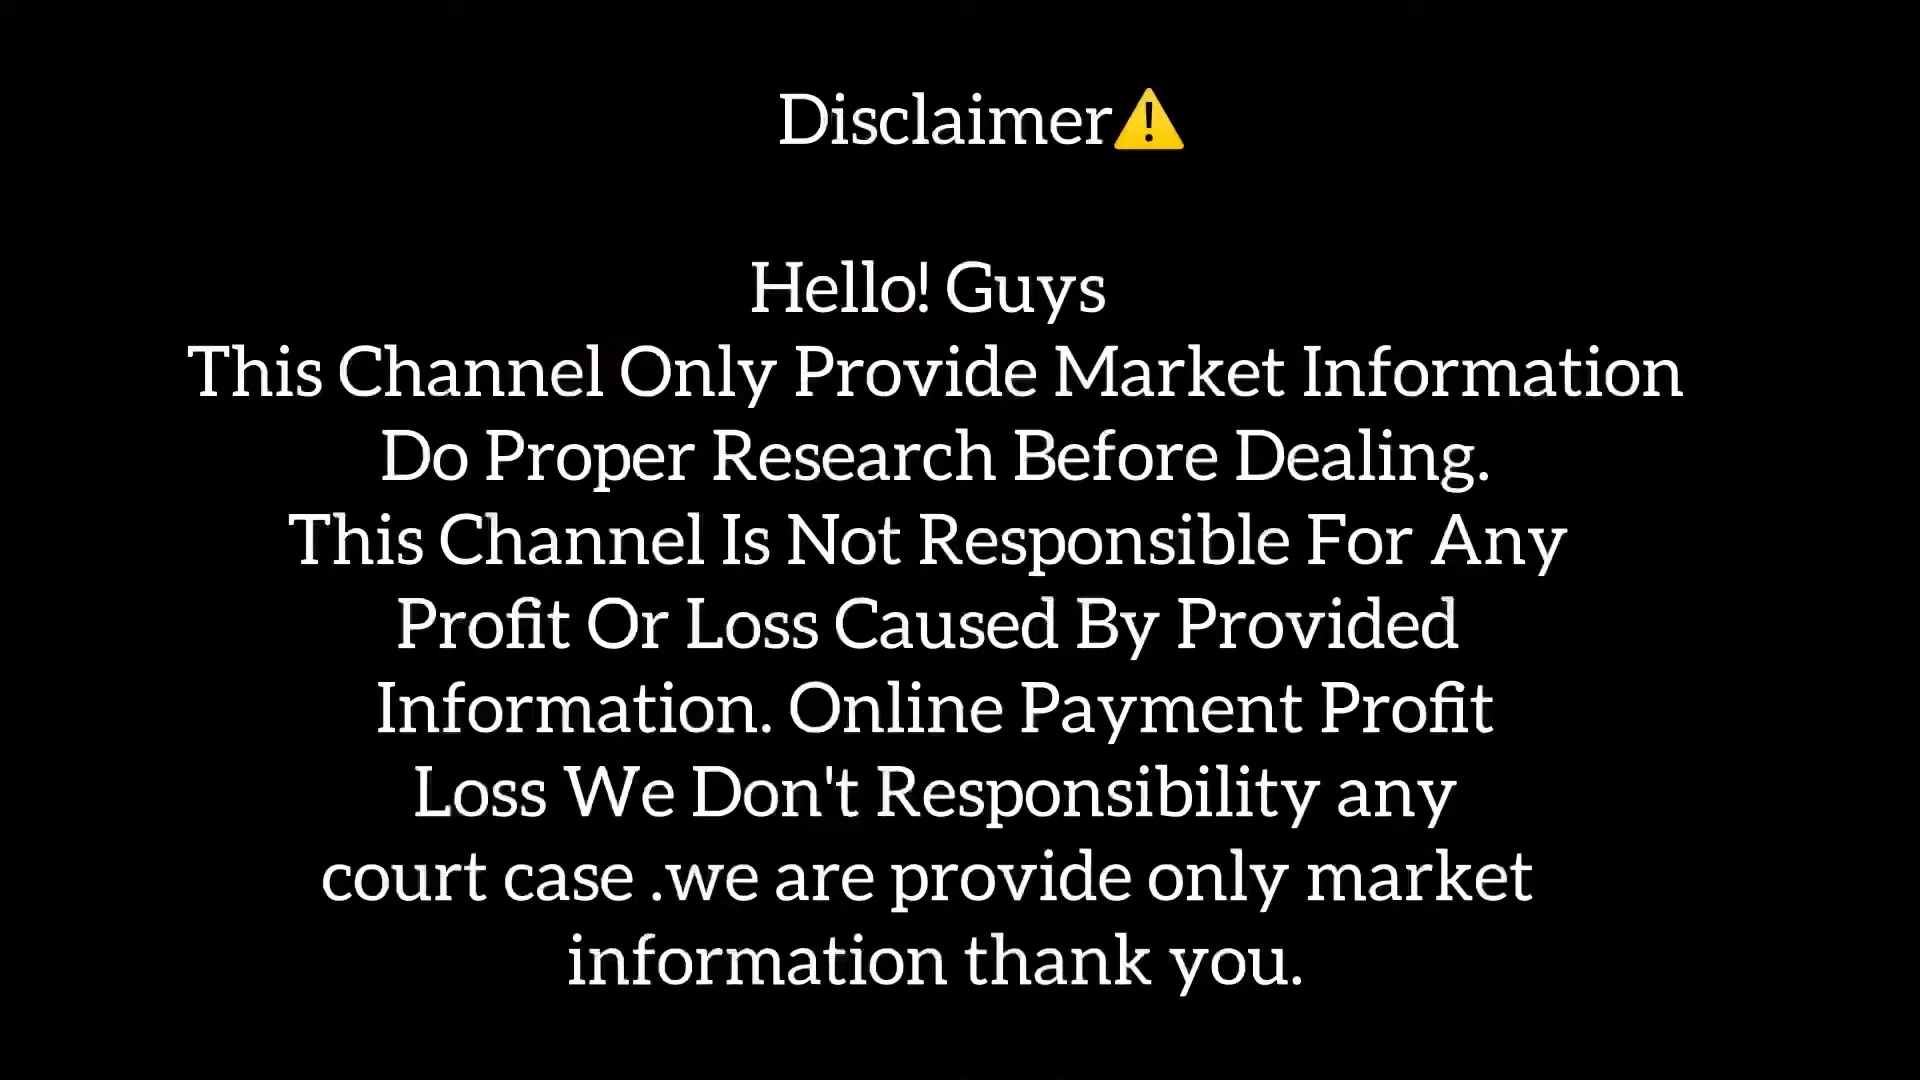 Disclaimer⚠️
Hello! Guys
This Channel Only Provide Market Information
Do Proper Research Before Dealing.
This Channel Is Not Responsible For Any
Profit Or Loss Caused By Provided
Information. Online Payment Profit
Loss We Don't Responsibility any
court case .we are provide only market
information thank you.